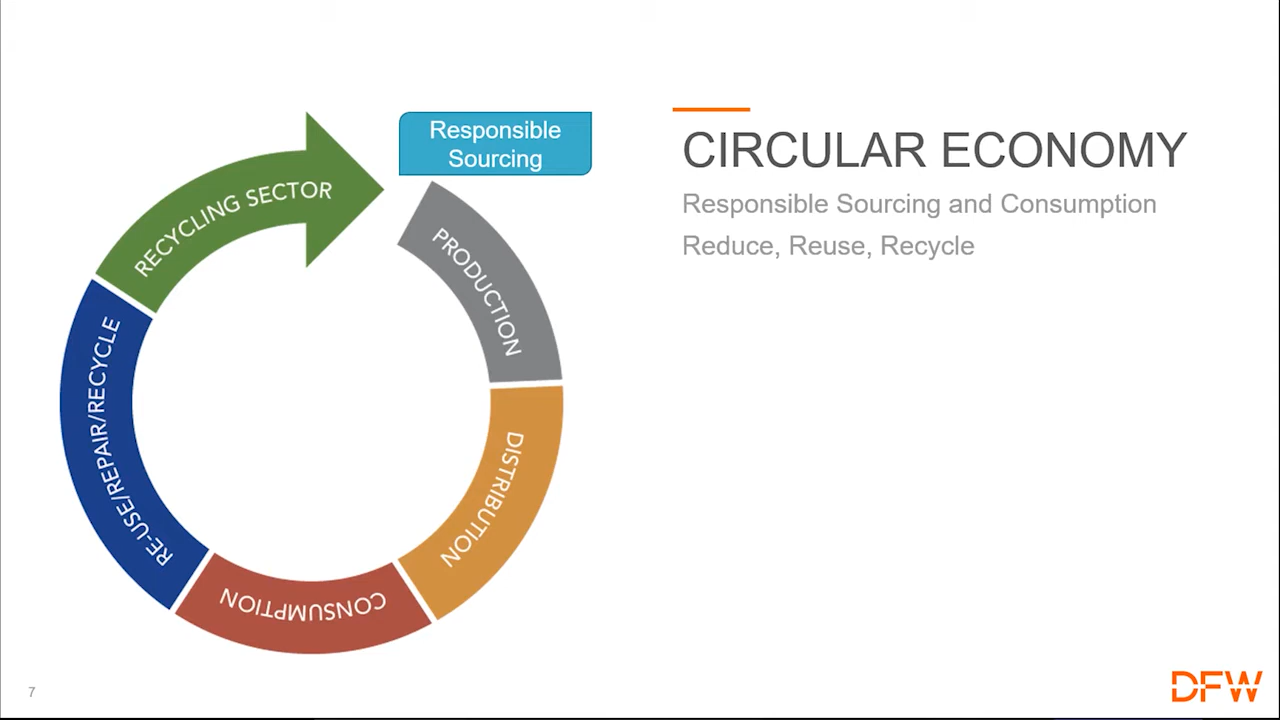 Responsible
Sourcing
RECYCLING SECTOR
PRODUCTION
DISTRIBUTION
CONSUMPTION
RE-USE/REPAIR/RECYCLE
CIRCULAR ECONOMY
Responsible Sourcing and Consumption
Reduce, Reuse, Recycle
7
DFW